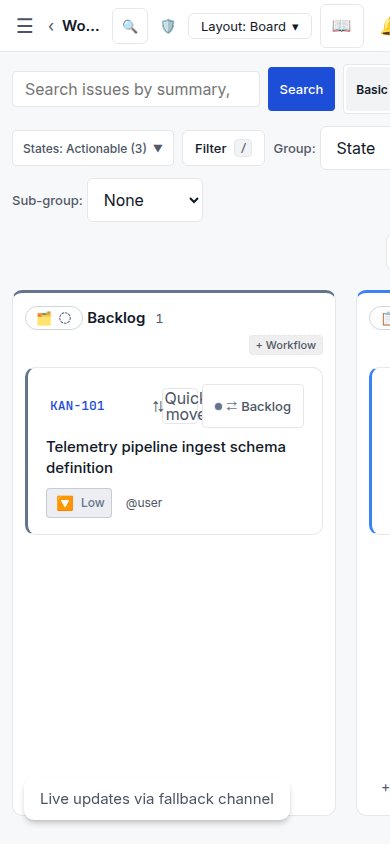 Wo...
Layout: Board ▾
Search issues by summary,
Search
Basic
States: Actionable (3) ▼
Filter /
Group: State
Sub-group: None
Backlog 1
+ Workflow
KAN-101
Quick move
⇄ Backlog
Telemetry pipeline ingest schema
definition
Low @user
+
Live updates via fallback channel